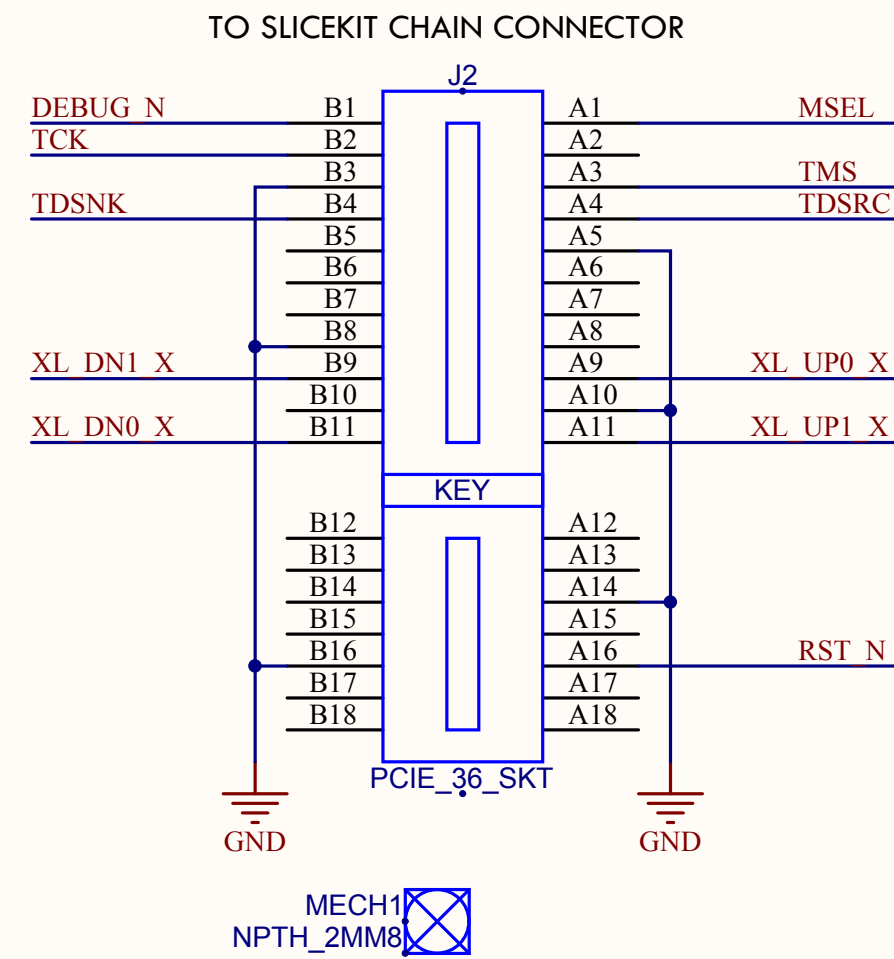 TO SLICEKIT CHAIN CONNECTOR
J2
DEBUG_N B1 A1 MSEL
TCK B2 A2
B3 A3 TMS
TDSNK B4 A4 TDSRC
B5 A5
B6 A6
B7 A7
B8 A8
XL_DN1_X B9 A9 XL_UP0_X
B10 A10
XL_DN0_X B11 A11 XL_UP1_X
KEY
B12 A12
B13 A13
B14 A14
B15 A15
B16 A16 RST_N
B17 A17
B18 A18
PCIE_36_SKT
GND GND
MECH1
NPTH_2MM8